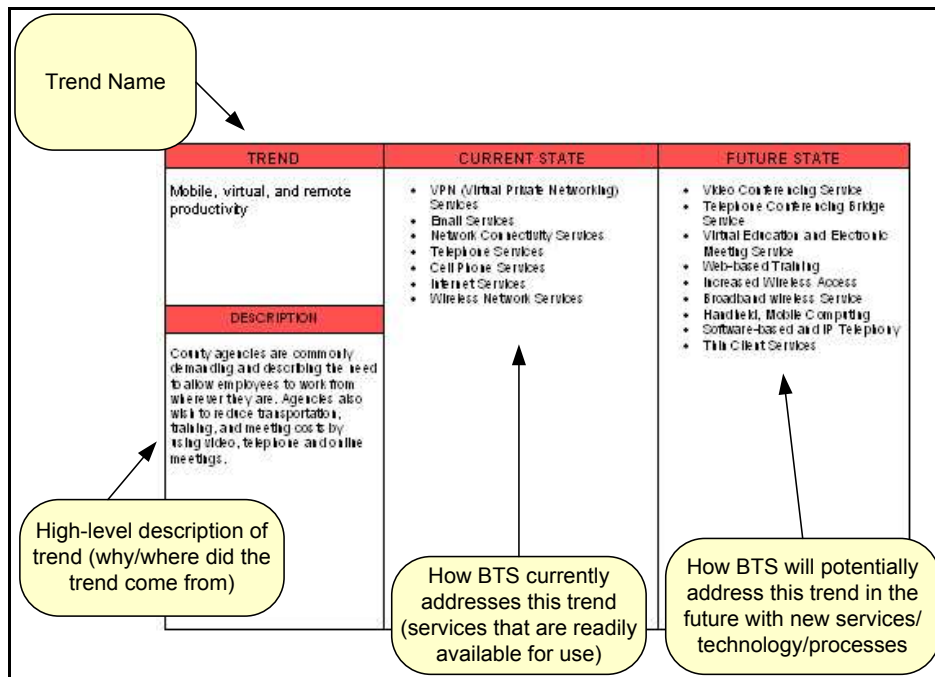 Trend Name
TREND
CURRENT STATE
FUTURE STATE
Mobile, virtual, and remote
productivity
• VPN (Virtual Private Networking)
Services
• Email Services
• Network Connectivity Services
• Telephone Services
• Cell Phone Services
• Internet Services
• Wireless Network Services
• Video Conferencing Service
• Telephone Conferencing Bridge
Service
• Virtual Education and Electronic
Meeting Service
• Web-based Training
• Increased Wireless Access
• Broadband wireless Service
• Handheld, Mobile Computing
• Software-based and IP Telephony
• Thin Client Services
DESCRIPTION
County agencies are commonly
demanding and describing the need
to allow employees to work from
wherever they are. Agencies also
wish to reduce transportation,
training, and meeting costs by
using video, telephone and online
meetings.
High-level description of
trend (why/where did the
trend come from)
How BTS currently
addresses this trend
(services that are readily
available for use)
How BTS will potentially
address this trend in the
future with new services/
technology/processes